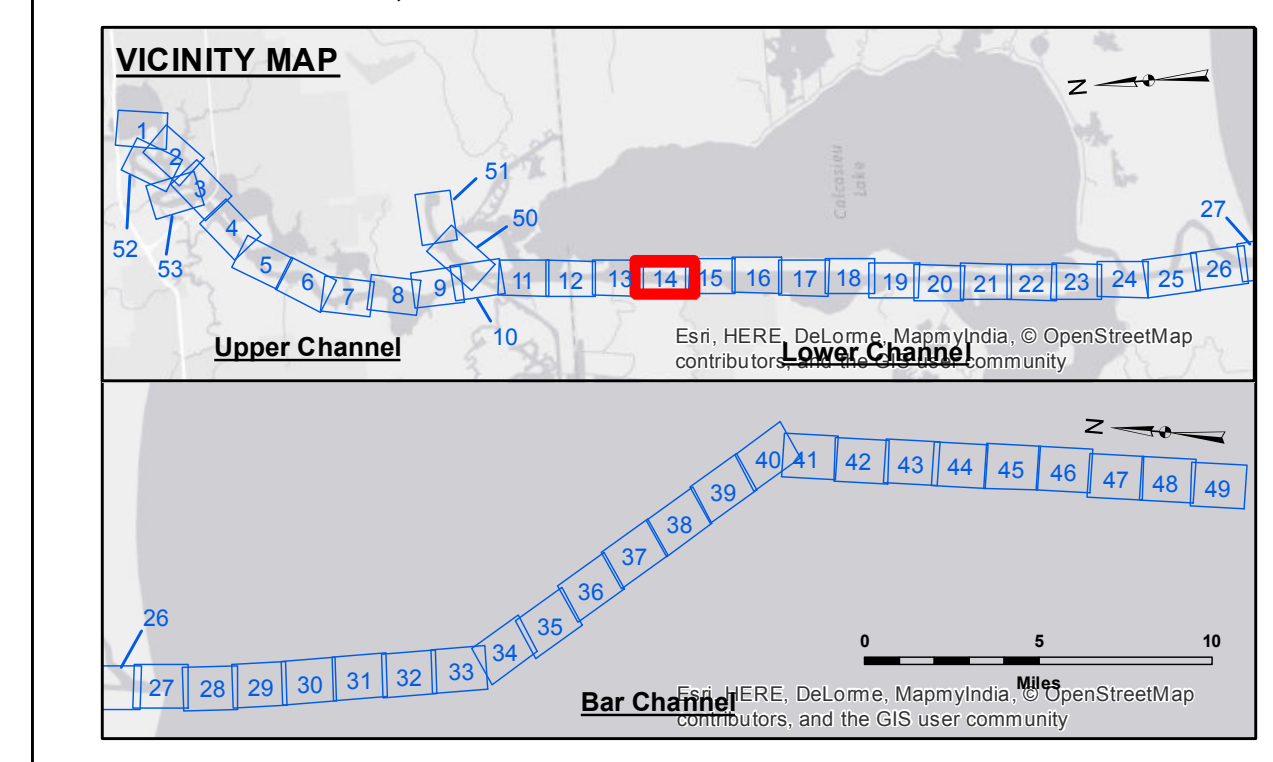 VICINITY MAP
N
1
2
3
52
53
4
5
6
7
8
9
10
51
50
11 12 13 14 15 16 17 18 19 20 21 22 23 24 25 26
27
Calcasieu
Lake
Upper Channel
Lower Channel
Esri, HERE, DeLorme, MapmyIndia, © OpenStreetMap
contributors, and the GIS user community
N
26
27 28 29 30 31 32 33
34
35
36
37
38
39
40 41 42 43 44 45 46 47 48 49
0 5 10
Miles
Bar Channel
Esri, HERE, DeLorme, MapmyIndia, © OpenStreetMap
contributors, and the GIS user community